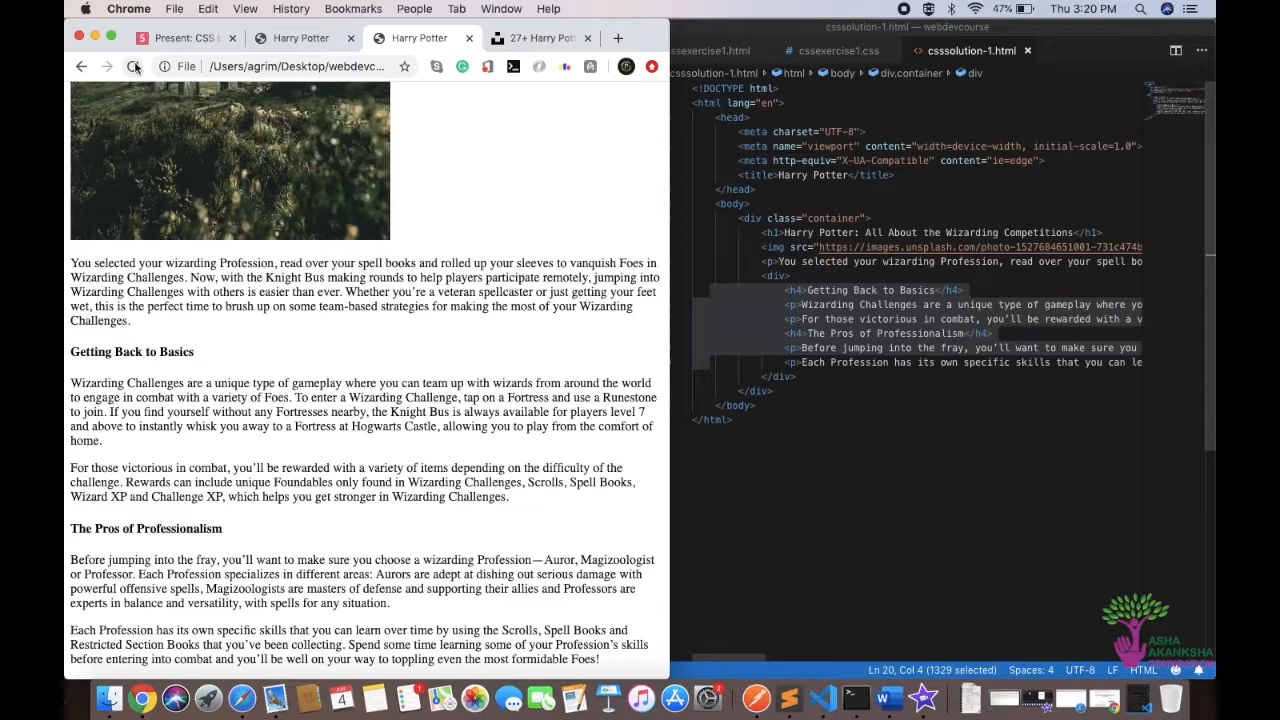 Chrome File Edit View History Bookmarks People Tab Window Help
47% Thu 3:20 PM
Preston CSS b
Harry Potter
Harry Potter
27+ Harry Pot
File /Users/agrim/Desktop/webdevc...
You selected your wizarding Profession, read over your spell books and rolled up your sleeves to vanquish Foes in
Wizarding Challenges. Now, with the Knight Bus making rounds to help players participate remotely, jumping into
Wizarding Challenges with others is easier than ever. Whether you're a veteran spellcaster or just getting your feet
wet, this is the perfect time to brush up on some team-based strategies for making the most of your Wizarding
Challenges.
Getting Back to Basics
Wizarding Challenges are a unique type of gameplay where you can team up with wizards from around the world
to engage in combat with a variety of Foes. To enter a Wizarding Challenge, tap on a Fortress and use a Runestone
to join. If you find yourself without any Fortresses nearby, the Knight Bus is always available for players level 7
and above to instantly whisk you away to a Fortress at Hogwarts Castle, allowing you to play from the comfort of
home.
For those victorious in combat, you'll be rewarded with a variety of items depending on the difficulty of the
challenge. Rewards can include unique Foundables only found in Wizarding Challenges, Scrolls, Spell Books,
Wizard XP and Challenge XP, which helps you get stronger in Wizarding Challenges.
The Pros of Professionalism
Before jumping into the fray, you'll want to make sure you choose a wizarding Profession—Auror, Magizoologist
or Professor. Each Profession specializes in different areas: Aurors are adept at dishing out serious damage with
powerful offensive spells, Magizoologists are masters of defense and supporting their allies and Professors are
experts in balance and versatility, with spells for any situation.
Each Profession has its own specific skills that you can learn over time by using the Scrolls, Spell Books and
Restricted Section Books that you've been collecting. Spend some time learning some of your Profession's skills
before entering into combat and you'll be well on your way to toppling even the most formidable Foes!
csssolution-1.html — webdevcourse
ssexercise1.html
# cssexercise1.css
<> csssolution-1.html
csssolution-1.html > html > body > div.container > div
<!DOCTYPE html>
<html lang="en">
<head>
<meta charset="UTF-8">
<meta name="viewport" content="width=device-width, initial-scale=1.0">
<meta http-equiv="X-UA-Compatible" content="ie=edge">
<title>Harry Potter</title>
</head>
<body>
<div class="container">
<h1>Harry Potter: All About the Wizarding Competitions</h1>
<img src="https://images.unsplash.com/photo-1527684651001-731c474b
<p>You selected your wizarding Profession, read over your spell bo
<div>
<h4>Getting Back to Basics</h4>
<p>Wizarding Challenges are a unique type of gameplay where yo
<p>For those victorious in combat, you'll be rewarded with a v
<h4>The Pros of Professionalism</h4>
<p>Before jumping into the fray, you'll want to make sure you
<p>Each Profession has its own specific skills that you can le
</div>
</div>
</body>
</html>
ASHA
AKANKSHA
FOUNDATION
Ln 20, Col 4 (1329 selected) Spaces: 4 UTF-8 LF HTML